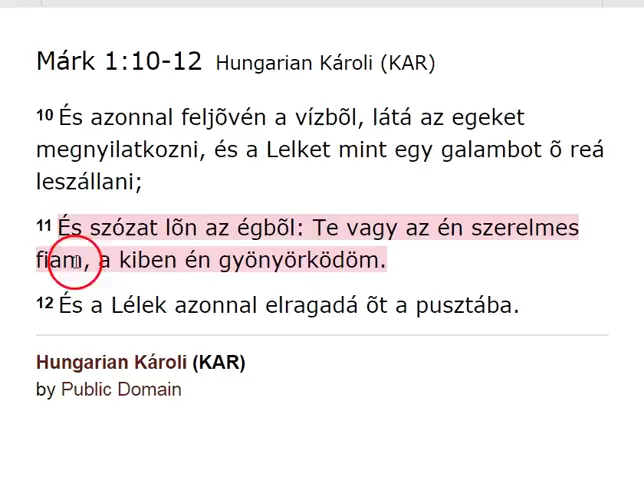 Márk 1:10-12 Hungarian Károli (KAR)
10 És azonnal feljõvén a vízbõl, látá az egeket
megnyilatkozni, és a Lelket mint egy galambot õ reá
leszállani;
11 És szózat lõn az égbõl: Te vagy az én szerelmes
fiam, a kiben én gyönyörködöm.
12 És a Lélek azonnal elragadá õt a pusztába.
Hungarian Károli (KAR)
by Public Domain